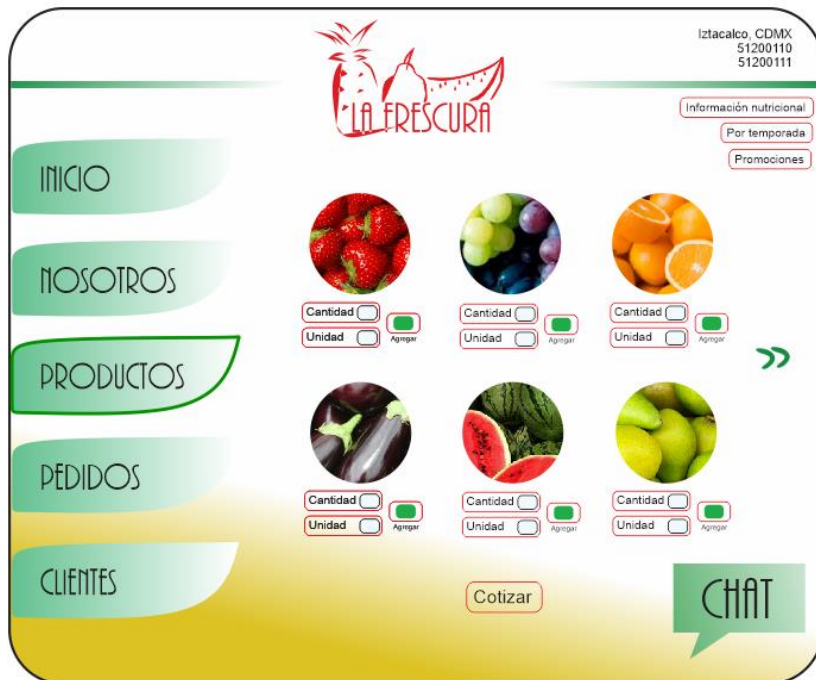 Iztacalco, CDMX
51200110
51200111
LA FRESCURA
Información nutricional
Por temporada
Promociones
INICIO
NOSOTROS
PRODUCTOS
PEDIDOS
CLIENTES
Cantidad
Unidad
Agregar
Cantidad
Unidad
Agregar
Cantidad
Unidad
Agregar
Cantidad
Unidad
Agregar
Cantidad
Unidad
Agregar
Cantidad
Unidad
Agregar
Cotizar
CHAT